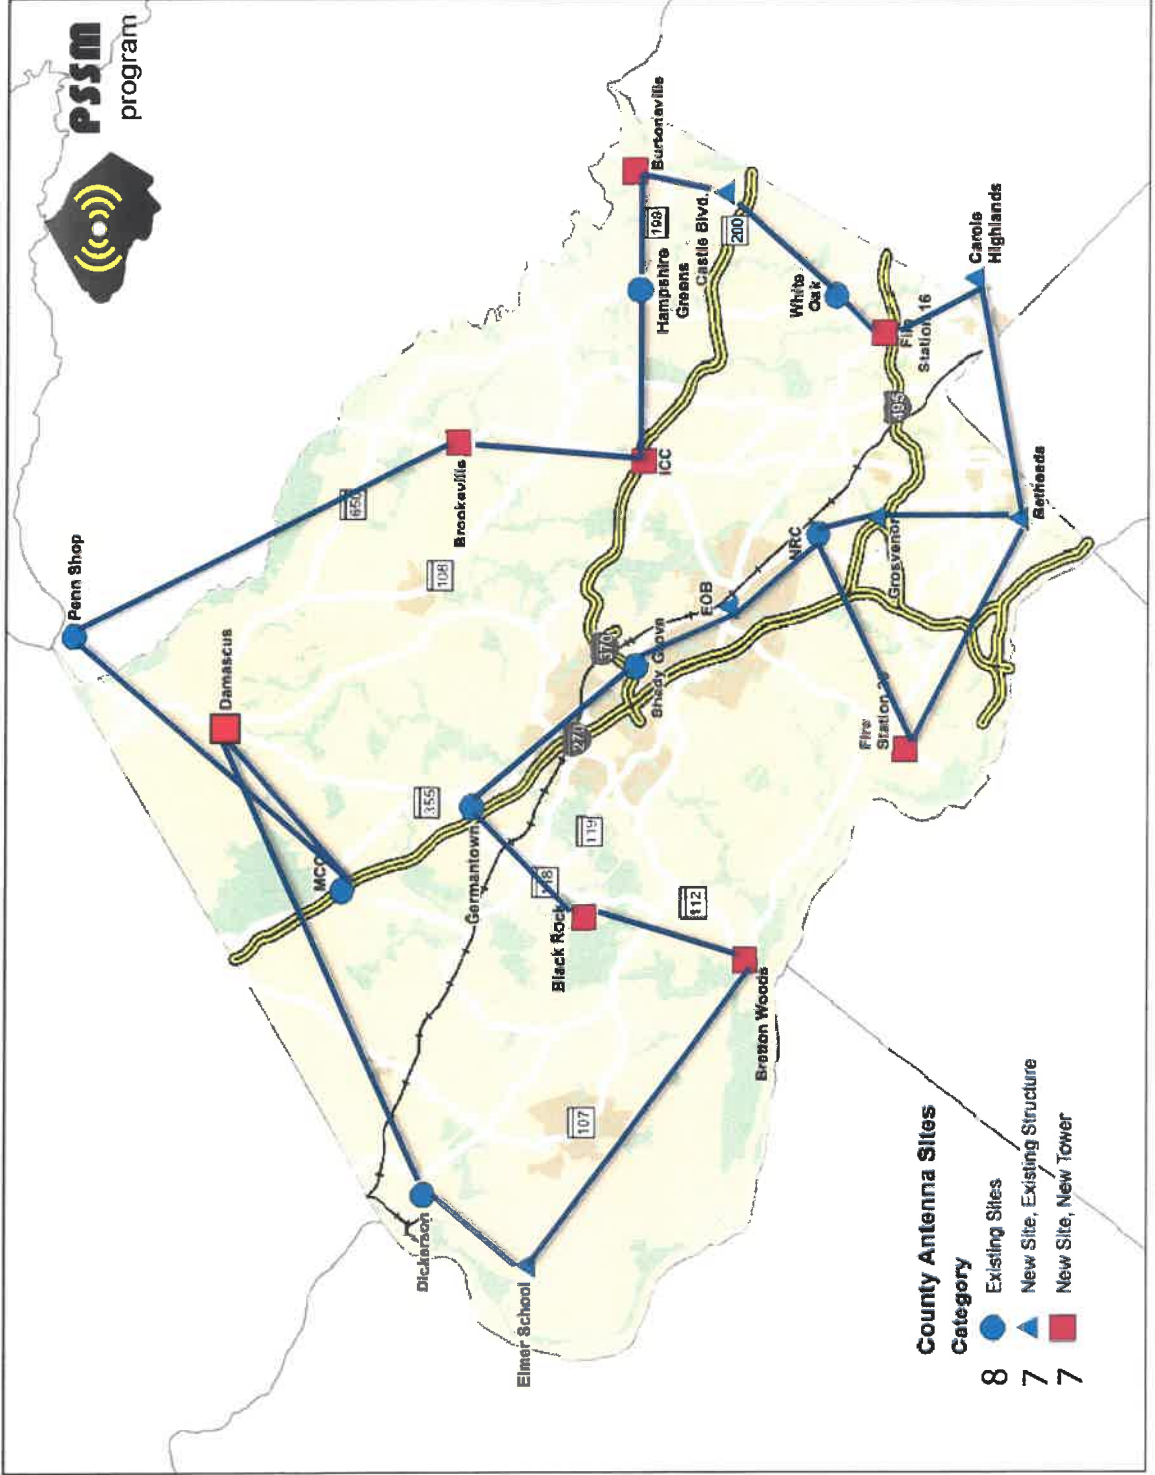 PSSM
program
Penn Shop
Damascus
650
Brookeville
108
MCC
355
Germantown
118
Black Rock
119
112
Bretton Woods
107
Dickerson
Elmer School
270
370
Shady Grove
EOB
NRC
Grosvenor
ICC
Hampshire
Greens
198
Burtonsville
Castle Blvd.
200
White
Oak
Fire
Station 16
495
Carole
Highlands
Bethesda
Fire
Station
County Antenna Sites
Category
8 Existing Sites
7 New Site, Existing Structure
7 New Site, New Tower